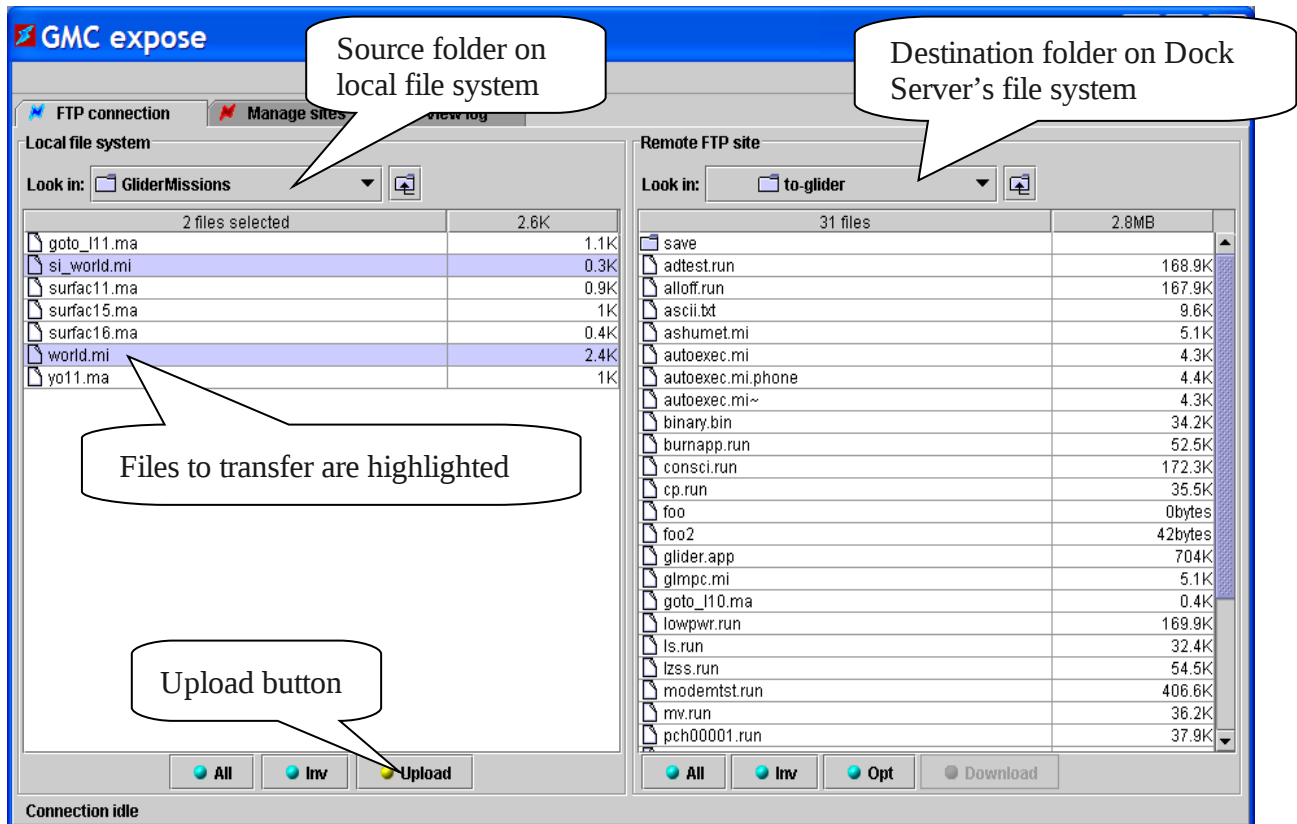 GMC expose
Source folder on
local file system
Destination folder on Dock
Server’s file system
FTP connection
Manage sites
View log
Local file system
Look in:
GliderMissions
2 files selected 2.6K
goto_l11.ma 1.1K
si_world.mi 0.3K
surfac11.ma 0.9K
surfac15.ma 1K
surfac16.ma 0.4K
world.mi 2.4K
yo11.ma 1K
Files to transfer are highlighted
Upload button
All
Inv
Upload
Connection idle
Remote FTP site
Look in:
to-glider
31 files 2.8MB
save
adtest.run 168.9K
alloff.run 167.9K
ascii.txt 9.6K
ashumet.mi 5.1K
autoexec.mi 4.3K
autoexec.mi.phone 4.4K
autoexec.mi~ 4.3K
binary.bin 34.2K
burnapp.run 52.5K
consci.run 172.3K
cp.run 35.5K
foo 0bytes
foo2 42bytes
glider.app 704K
glmpc.mi 5.1K
goto_l10.ma 0.4K
lowpwr.run 169.9K
ls.run 32.4K
lzss.run 54.5K
modemtst.run 406.6K
mv.run 36.2K
pch00001.run 37.9K
All
Inv
Opt
Download